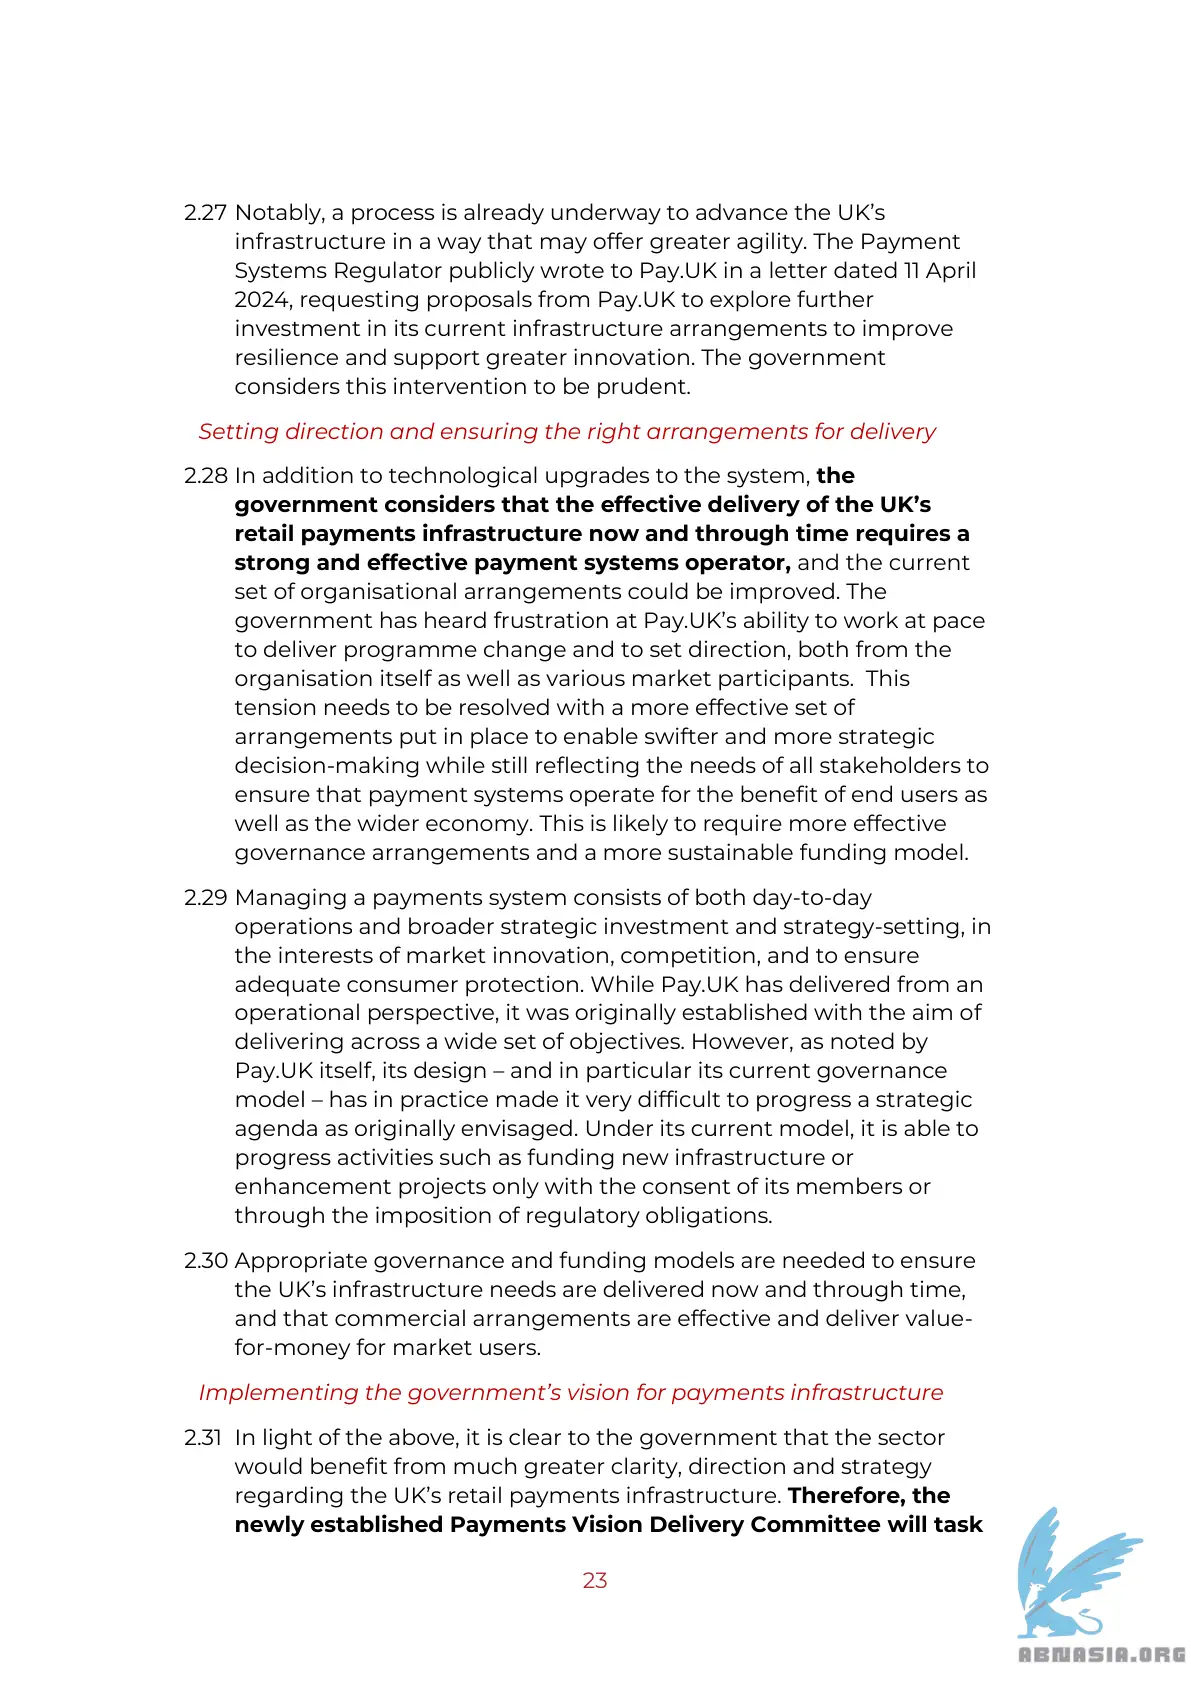 2.27 Notably, a process is already underway to advance the UK’s
infrastructure in a way that may offer greater agility. The Payment
Systems Regulator publicly wrote to Pay.UK in a letter dated 11 April
2024, requesting proposals from Pay.UK to explore further
investment in its current infrastructure arrangements to improve
resilience and support greater innovation. The government
considers this intervention to be prudent.
Setting direction and ensuring the right arrangements for delivery
2.28 In addition to technological upgrades to the system, the
government considers that the effective delivery of the UK’s
retail payments infrastructure now and through time requires a
strong and effective payment systems operator, and the current
set of organisational arrangements could be improved. The
government has heard frustration at Pay.UK’s ability to work at pace
to deliver programme change and to set direction, both from the
organisation itself as well as various market participants.  This
tension needs to be resolved with a more effective set of
arrangements put in place to enable swifter and more strategic
decision-making while still reflecting the needs of all stakeholders to
ensure that payment systems operate for the benefit of end users as
well as the wider economy. This is likely to require more effective
governance arrangements and a more sustainable funding model.
2.29 Managing a payments system consists of both day-to-day
operations and broader strategic investment and strategy-setting, in
the interests of market innovation, competition, and to ensure
adequate consumer protection. While Pay.UK has delivered from an
operational perspective, it was originally established with the aim of
delivering across a wide set of objectives. However, as noted by
Pay.UK itself, its design – and in particular its current governance
model – has in practice made it very difficult to progress a strategic
agenda as originally envisaged. Under its current model, it is able to
progress activities such as funding new infrastructure or
enhancement projects only with the consent of its members or
through the imposition of regulatory obligations.
2.30 Appropriate governance and funding models are needed to ensure
the UK’s infrastructure needs are delivered now and through time,
and that commercial arrangements are effective and deliver value-
for-money for market users.
Implementing the government’s vision for payments infrastructure
2.31 In light of the above, it is clear to the government that the sector
would benefit from much greater clarity, direction and strategy
regarding the UK’s retail payments infrastructure. Therefore, the
newly established Payments Vision Delivery Committee will task
23
ABNASIA.ORG